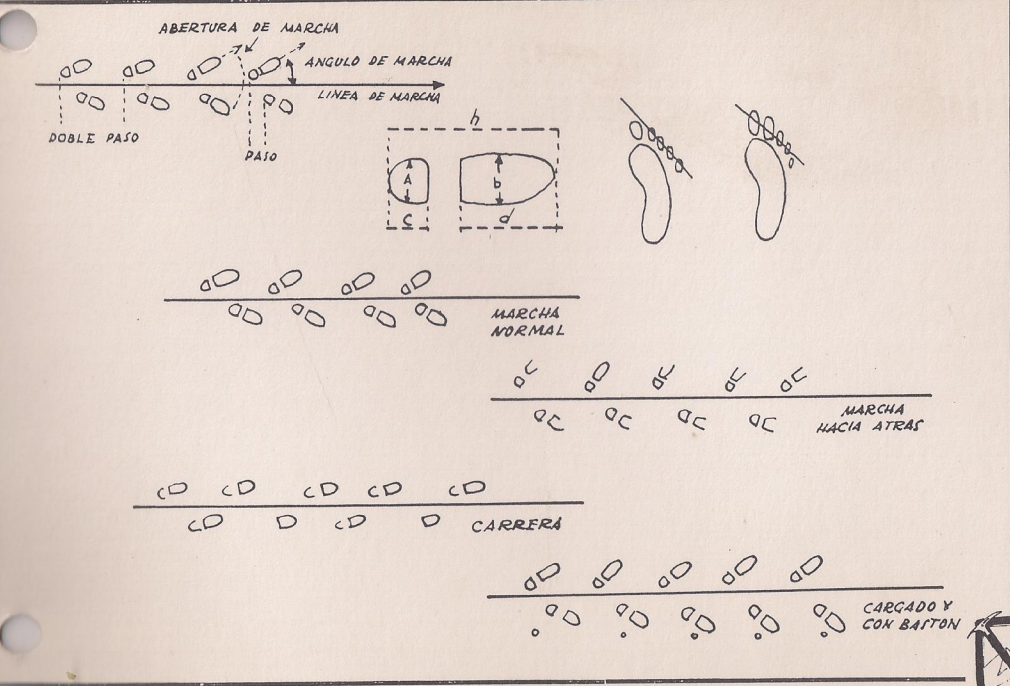 ABERTURA DE MARCHA
ANGULO DE MARCHA
LINEA DE MARCHA
DOBLE PASO
PASO
h
A
b
c
d
MARCHA
NORMAL
MARCHA
HACIA ATRAS
CARRERA
CARGADO Y
CON BASTON